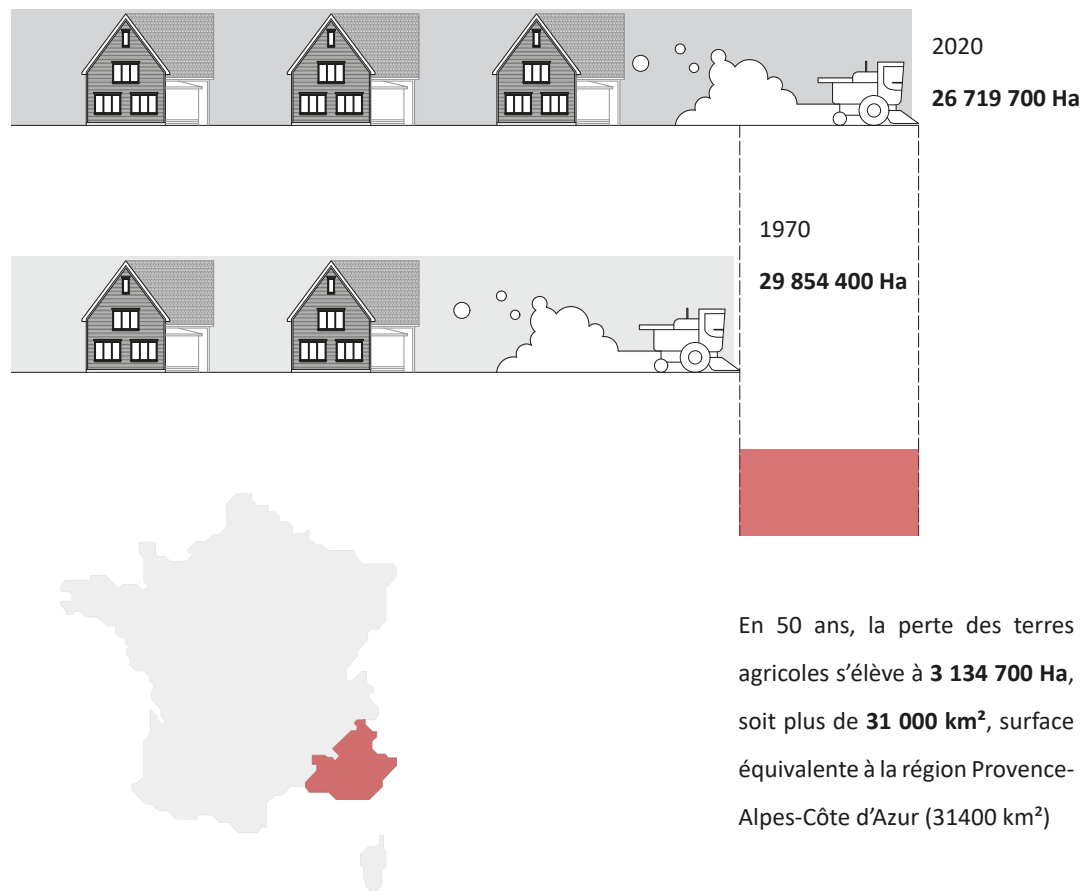 2020
26 719 700 Ha
1970
29 854 400 Ha
En 50 ans, la perte des terres
agricoles s’élève à 3 134 700 Ha,
soit plus de 31 000 km², surface
équivalente à la région Provence-
Alpes-Côte d’Azur (31400 km²)